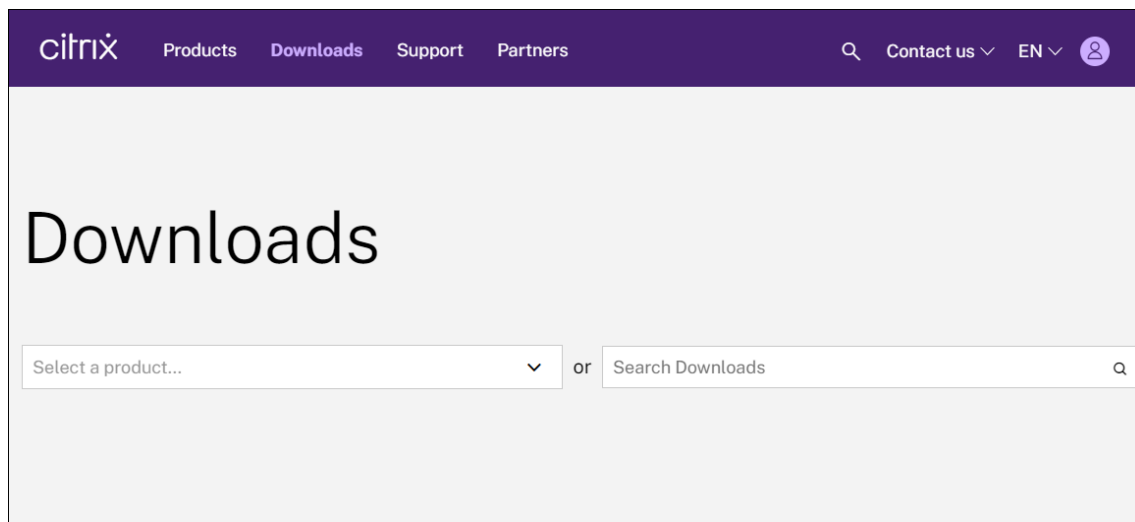 citrix Products Downloads Support Partners Contact us EN
Downloads
Select a product... or Search Downloads